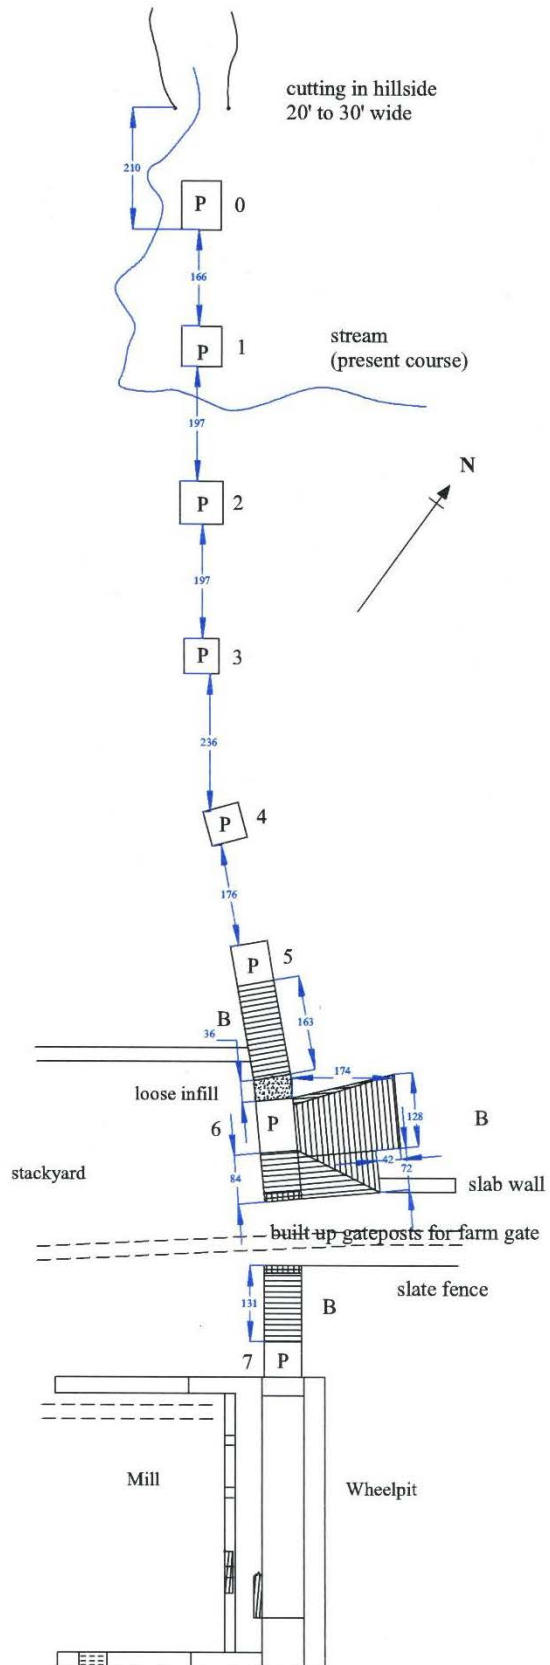 cutting in hillside
20' to 30' wide
210
P 0
166
P 1
stream
(present course)
197
N
P 2
197
P 3
236
P 4
176
P 5
B
163
36
174
loose infill
128
6 P
B
42
72
stackyard
84
slab wall
built up gateposts for farm gate
slate fence
131
B
7 P
Mill
Wheelpit